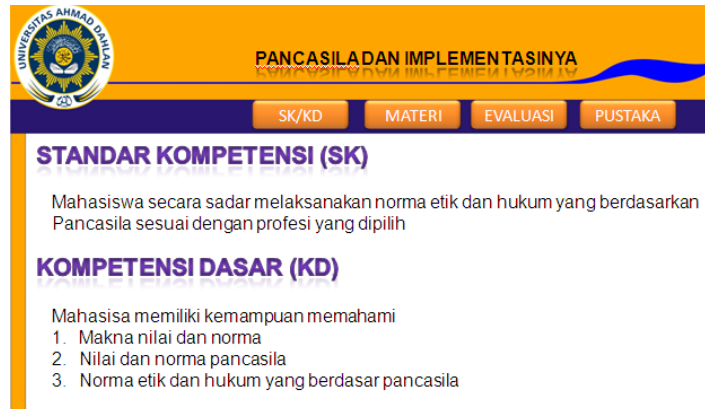 UNIVERSITAS AHMAD DAHLAN
PANCASILA DAN IMPLEMENTASINYA
SK/KD MATERI EVALUASI PUSTAKA
STANDAR KOMPETENSI (SK)
Mahasiswa secara sadar melaksanakan norma etik dan hukum yang berdasarkan
Pancasila sesuai dengan profesi yang dipilih
KOMPETENSI DASAR (KD)
Mahasisa memiliki kemampuan memahami
1. Makna nilai dan norma
2. Nilai dan norma pancasila
3. Norma etik dan hukum yang berdasar pancasila